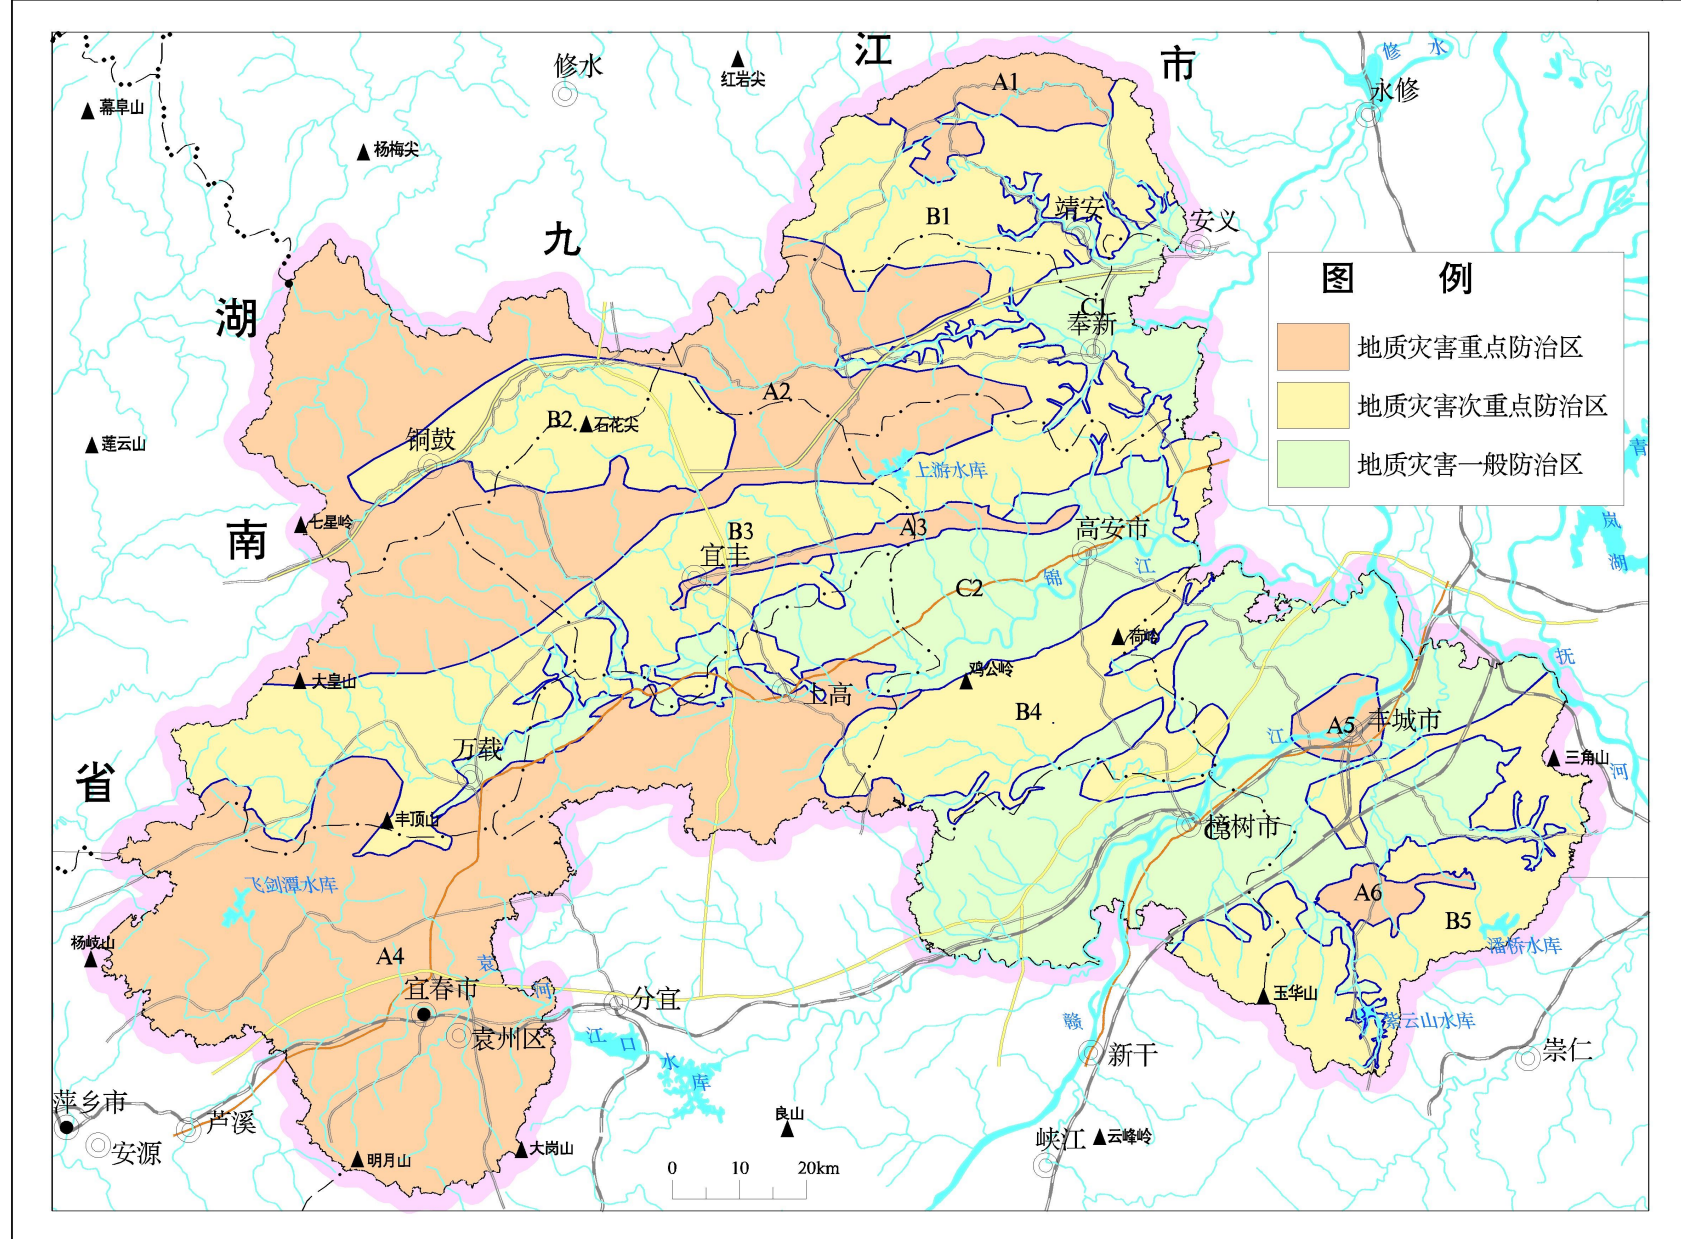 江
市
修水
红岩尖
修
水
永修
幕阜山
杨梅尖
A1
B1
靖安
安义
九
湖
图 例
地质灾害重点防治区
地质灾害次重点防治区
地质灾害一般防治区
C1
奉新
A2
B2
石花尖
铜鼓
莲云山
上游水库
青
岚
湖
南
七星岭
B3
宜丰
A3
高安市
锦
江
C2
荷岭
鸡公岭
大皇山
上高
B4
抚
河
江
A5
丰城市
三角山
省
万载
丰顶山
樟树市
C3
飞剑潭水库
A6
B5
潘桥水库
杨岐山
A4
袁
河
宜春市
袁州区
分宜
江
口
水
库
玉华山
紫云山水库
赣
新干
崇仁
萍乡市
安源
芦溪
明月山
大岗山
良山
峡江
云峰岭
0 10 20km